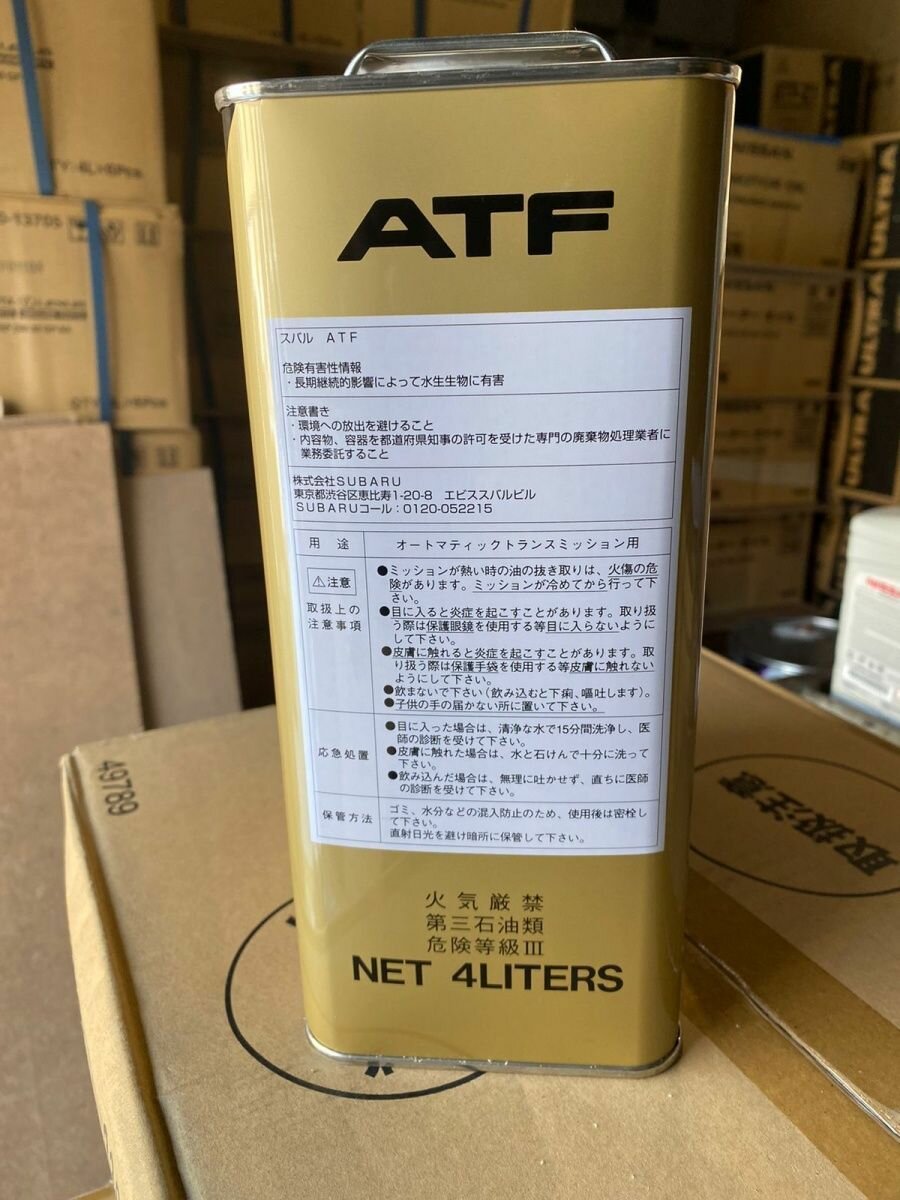 ATF
スバル ATF
危険有害性情報
・長期継続的影響によって水生生物に有害
注意書き
・環境への放出を避けること
・内容物、容器を都道府県知事の許可を受けた専門の廃棄物処理業者に
業務委託すること
株式会社SUBARU
東京都渋谷区恵比寿1-20-8 エビススバルビル
SUBARUコール：0120-052215
用途 オートマティックトランスミッション用
⚠注意
取扱上の
注意事項
●ミッションが熱い時の油の抜き取りは、火傷の危
険があります。ミッションが冷めてから行って下
さい。
●目に入ると炎症を起こすことがあります。取り扱
う際は保護眼鏡を使用する等目に入らないように
して下さい。
●皮膚に触れると炎症を起こすことがあります。取
り扱う際は保護手袋を使用する等皮膚に触れない
ようにして下さい。
●飲まないで下さい（飲み込むと下痢、嘔吐します）。
●子供の手の届かない所に置いて下さい。
応急処置
●目に入った場合は、清浄な水で15分間洗浄し、医
師の診断を受けて下さい。
●皮膚に触れた場合は、水と石けんで十分に洗って
下さい。
●飲み込んだ場合は、無理に吐かせず、直ちに医師
の診断を受けて下さい。
保管方法
ゴミ、水分などの混入防止のため、使用後は密栓し
て下さい。
直射日光を避け暗所に保管して下さい。
火気厳禁
第三石油類
危険等級III
NET 4LITERS
49789
取扱注意
ULTRA
ULTRA
ULTRA